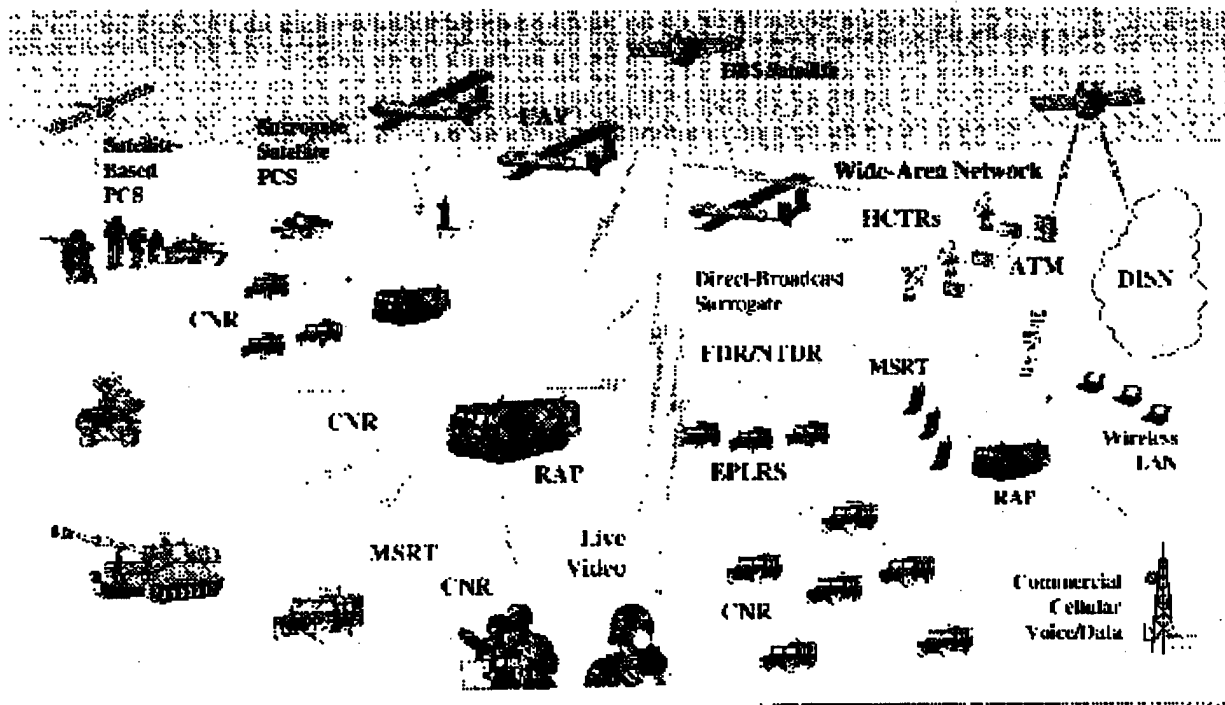 DBS Satellite
UAV
Satellite-
Based
PCS
Surrogate
Satellite
PCS
Wide-Area Network
HCTRs
ATM
DISN
Direct-Broadcast
Surrogate
CNR
FDR/NTDR
MSRT
CNR
Wireless
LAN
RAP
EPLRS
RAP
MSRT
Live
Video
CNR
CNR
Commercial
Cellular
Voice/Data